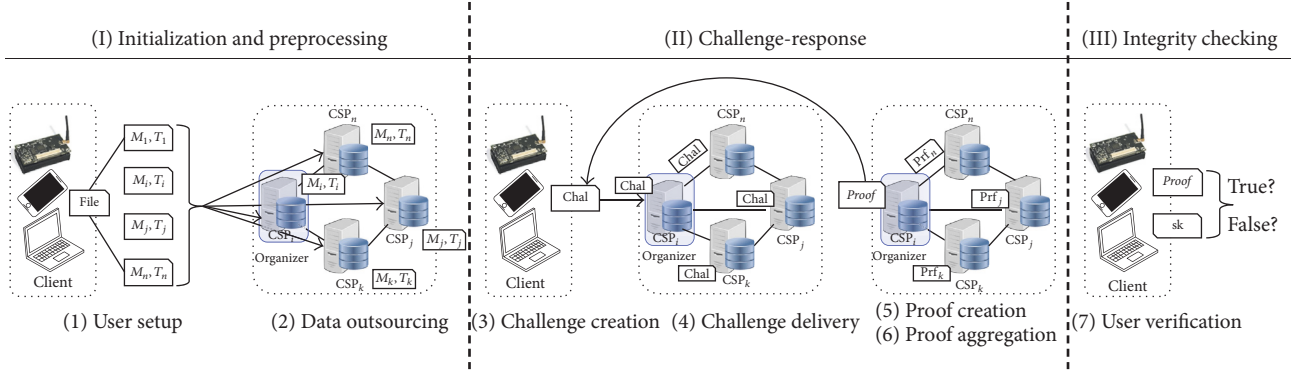 (I) Initialization and preprocessing
(II) Challenge-response
(III) Integrity checking
File
Client
M₁, T₁
Mᵢ, Tᵢ
Mⱼ, Tⱼ
Mₙ, Tₙ
CSPₙ
Mₙ, Tₙ
Mᵢ, Tᵢ
CSPᵢ
Organizer
CSPⱼ
Mⱼ, Tⱼ
CSPₖ
Mₖ, Tₖ
(1) User setup
(2) Data outsourcing
Client
Chal
CSPₙ
Chal
Chal
CSPᵢ
Organizer
Chal
CSPⱼ
Chal
CSPₖ
Proof
CSPₙ
Prfₙ
CSPᵢ
Organizer
Prfⱼ
CSPⱼ
Prfₖ
CSPₖ
(3) Challenge creation
(4) Challenge delivery
(5) Proof creation
(6) Proof aggregation
Client
Proof
sk
True?
False?
(7) User verification